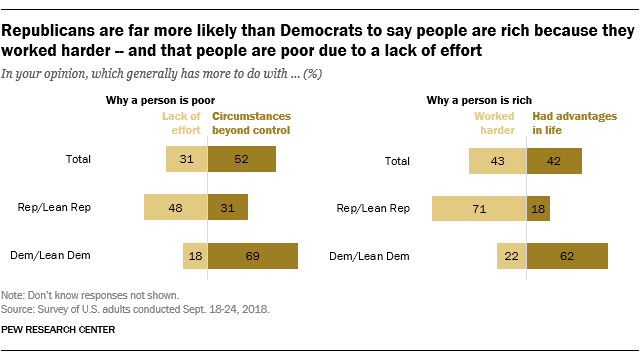 Republicans are far more likely than Democrats to say people are rich because they
worked harder – and that people are poor due to a lack of effort
In your opinion, which generally has more to do with ... (%)
Why a person is poor
Lack of effort
Circumstances beyond control
Total 31 52
Rep/Lean Rep 48 31
Dem/Lean Dem 18 69
Why a person is rich
Worked harder
Had advantages in life
Total 43 42
Rep/Lean Rep 71 18
Dem/Lean Dem 22 62
Note: Don't know responses not shown.
Source: Survey of U.S. adults conducted Sept. 18-24, 2018.
PEW RESEARCH CENTER